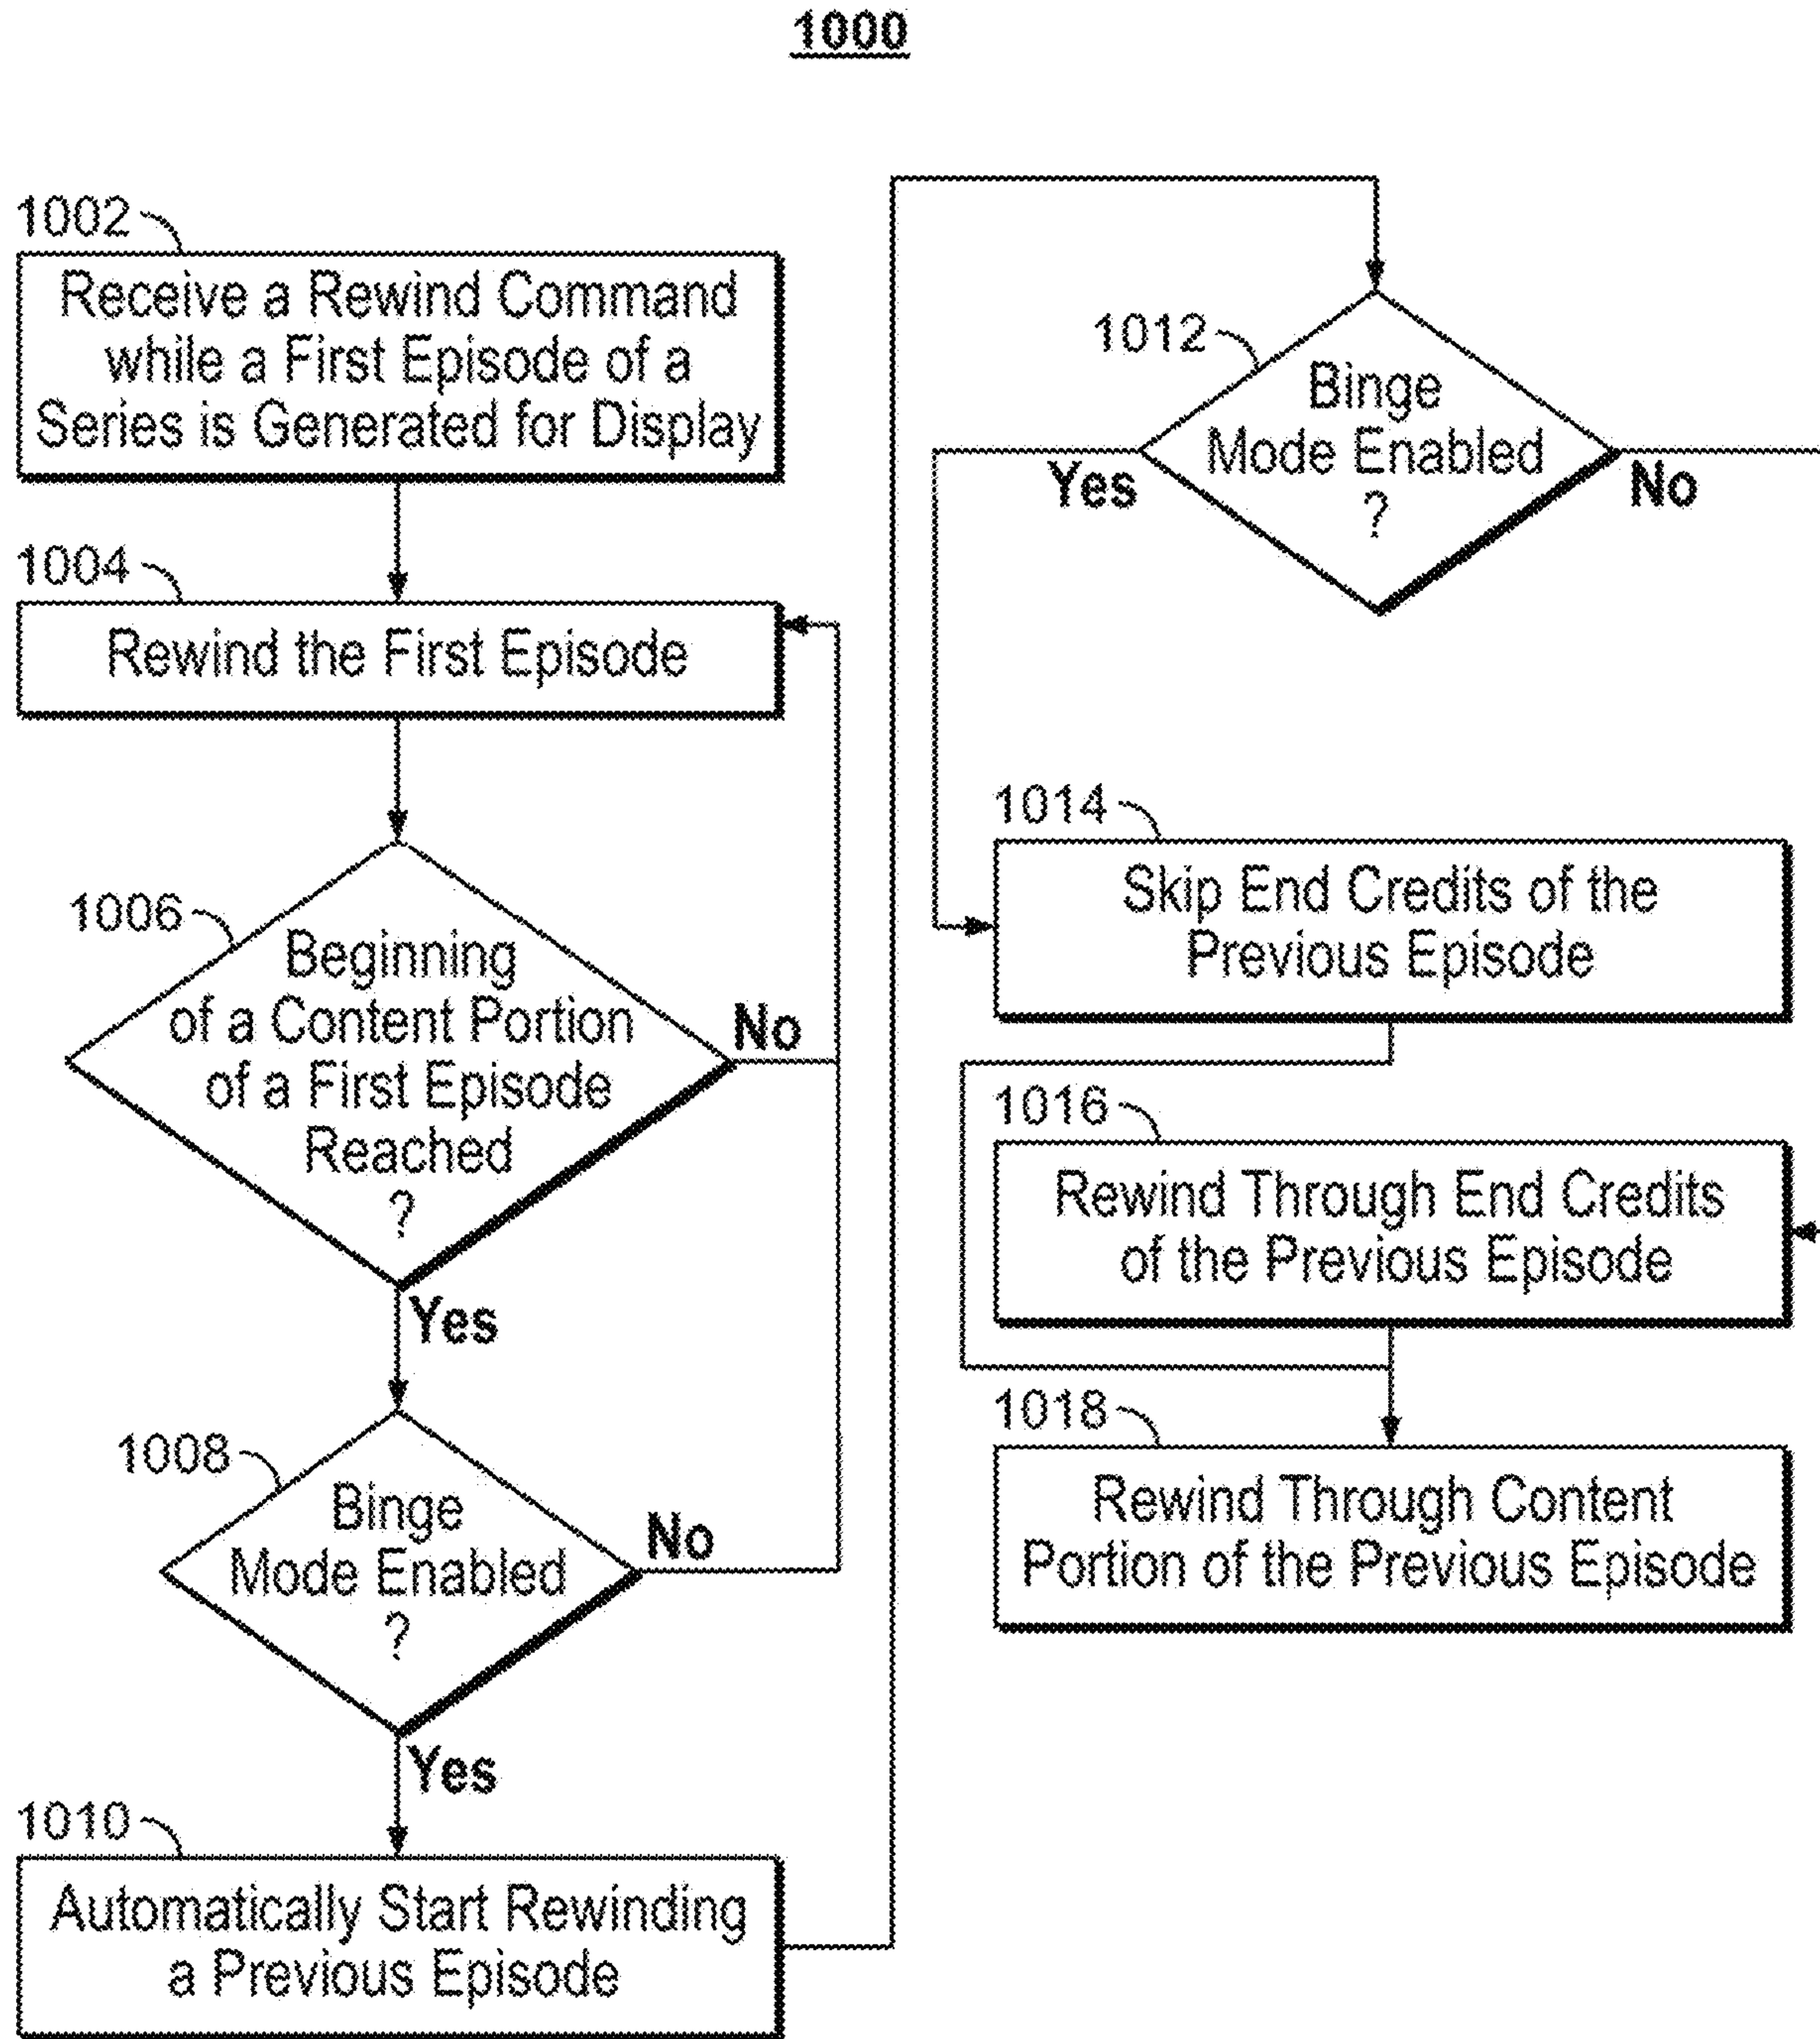 1000
1002
Receive a Rewind Command
while a First Episode of a
Series is Generated for Display
1004
Rewind the First Episode
1006
Beginning
of a Content Portion
of a First Episode
Reached
?
No
Yes
1008
Binge
Mode Enabled
?
No
Yes
1010
Automatically Start Rewinding
a Previous Episode
1012
Binge
Mode Enabled
?
Yes
No
1014
Skip End Credits of the
Previous Episode
1016
Rewind Through End Credits
of the Previous Episode
1018
Rewind Through Content
Portion of the Previous Episode